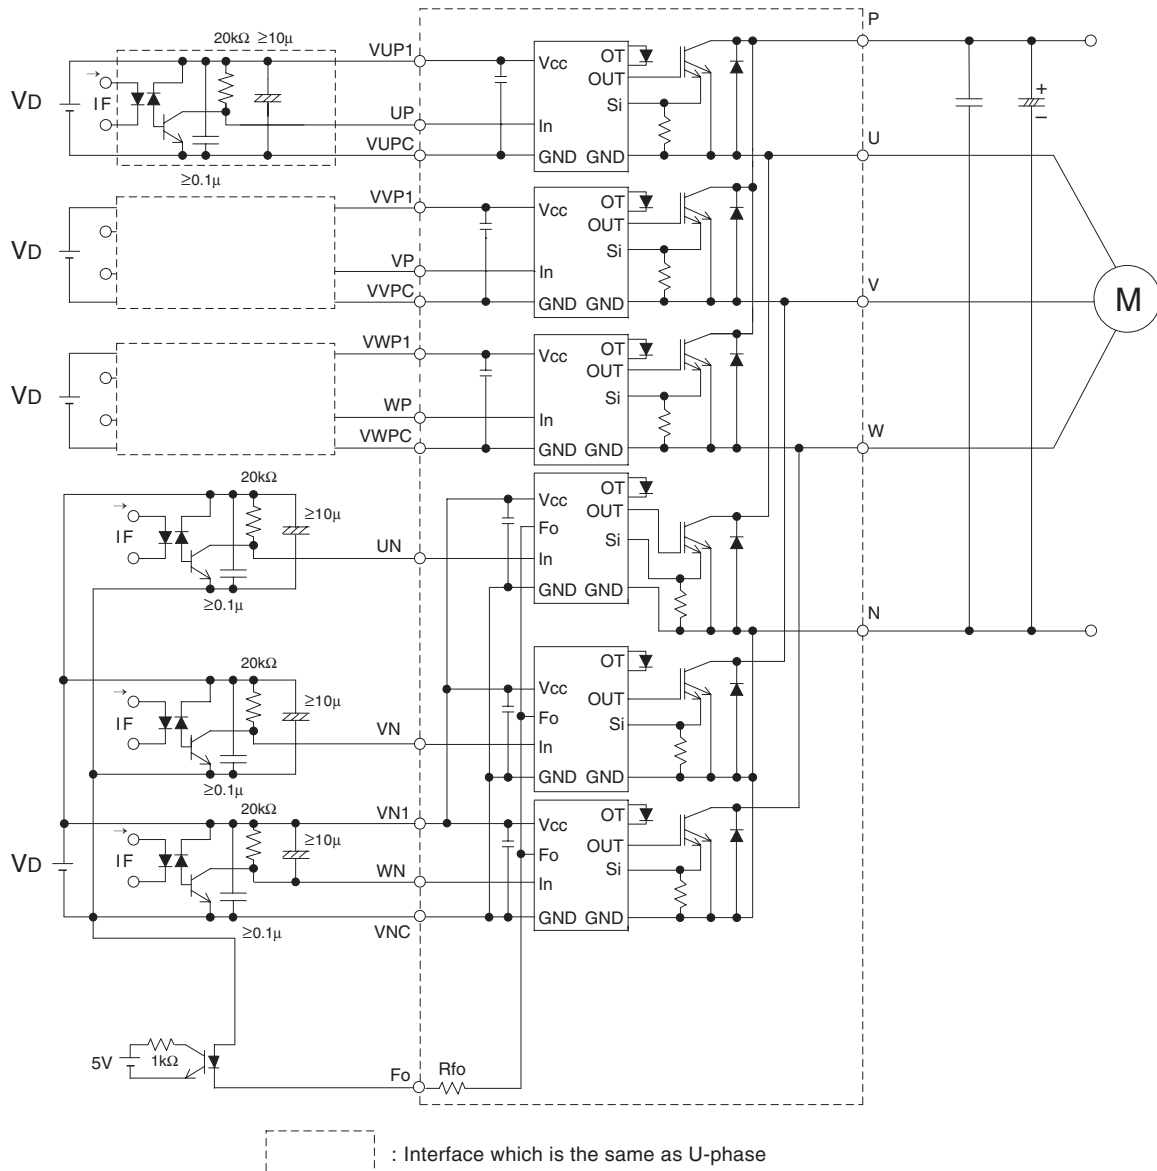 P
20kΩ ≥10µ
VUP1
OT
Vcc
OUT
VD
IF
Si
+
UP
In
–
U
VUPC
GND GND
≥0.1µ
VVP1
OT
Vcc
OUT
VD
Si
VP
In
M
VVPC
GND GND
V
VWP1
OT
Vcc
OUT
VD
Si
WP
In
W
VWPC
GND GND
20kΩ
OT
Vcc
OUT
≥10µ
Fo
IF
Si
UN
In
GND GND
≥0.1µ
N
20kΩ
OT
Vcc
≥10µ
OUT
IF
Fo
Si
VN
In
GND GND
≥0.1µ
20kΩ
VN1
OT
Vcc
≥10µ
OUT
VD
IF
Fo
Si
WN
In
GND GND
≥0.1µ
VNC
5V
1kΩ
Fo
Rfo
: Interface which is the same as U-phase